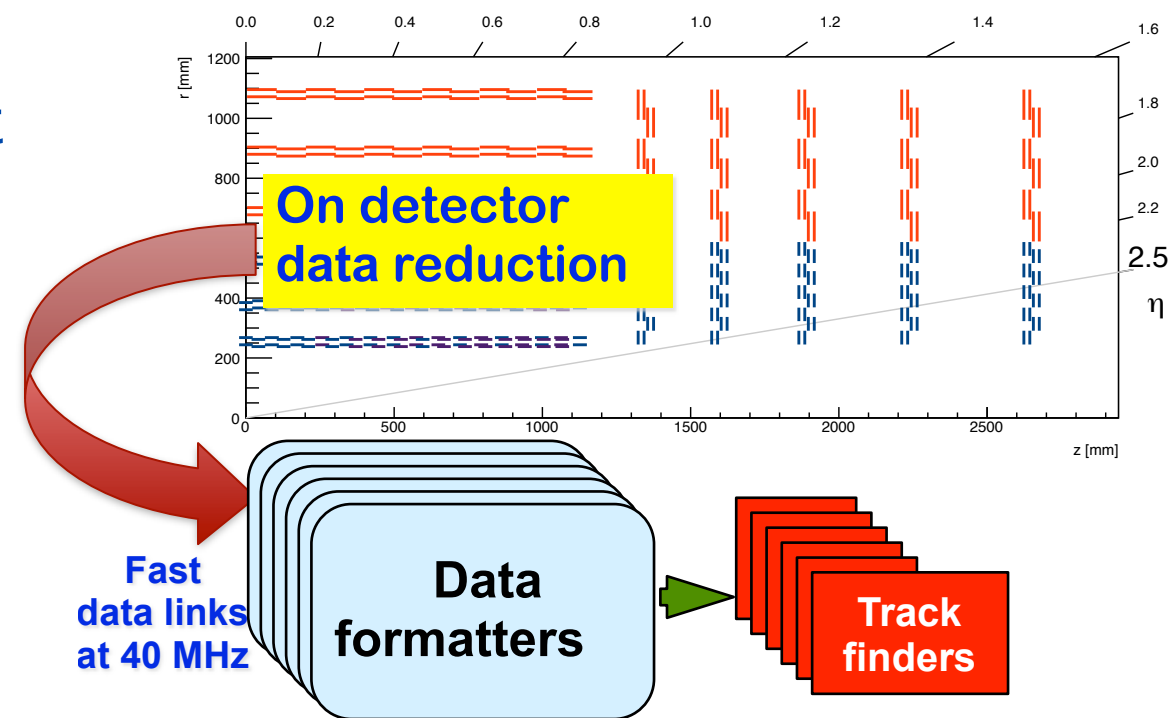 0.0 0.2 0.4 0.6 0.8 1.0 1.2 1.4 1.6
1.8
2.0
2.2
2.5
η
r [mm]
1200
1000
800
400
200
0
0 500 1000 1500 2000 2500
z [mm]
On detector
data reduction
Fast
data links
at 40 MHz
Data
formatters
Track
finders